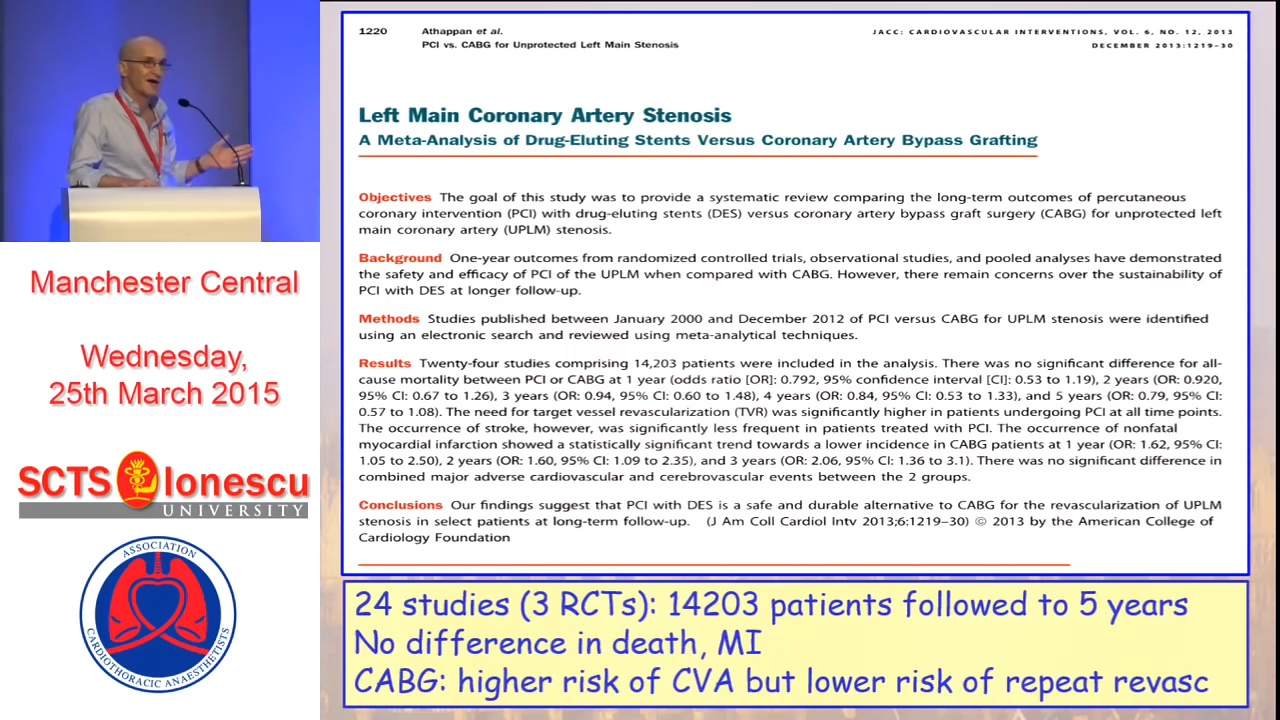 1220 Athappan et al. JACC: CARDIOVASCULAR INTERVENTIONS, VOL. 6, NO. 12, 2013
PCI vs. CABG for Unprotected Left Main Stenosis DECEMBER 2013:1219–30
Left Main Coronary Artery Stenosis
A Meta-Analysis of Drug-Eluting Stents Versus Coronary Artery Bypass Grafting
Objectives The goal of this study was to provide a systematic review comparing the long-term outcomes of percutaneous
coronary intervention (PCI) with drug-eluting stents (DES) versus coronary artery bypass graft surgery (CABG) for unprotected left
main coronary artery (UPLM) stenosis.
Background One-year outcomes from randomized controlled trials, observational studies, and pooled analyses have demonstrated
the safety and efficacy of PCI of the UPLM when compared with CABG. However, there remain concerns over the sustainability of
PCI with DES at longer follow-up.
Methods Studies published between January 2000 and December 2012 of PCI versus CABG for UPLM stenosis were identified
using an electronic search and reviewed using meta-analytical techniques.
Results Twenty-four studies comprising 14,203 patients were included in the analysis. There was no significant difference for all-
cause mortality between PCI or CABG at 1 year (odds ratio [OR]: 0.792, 95% confidence interval [CI]: 0.53 to 1.19), 2 years (OR: 0.920,
95% CI: 0.67 to 1.26), 3 years (OR: 0.94, 95% CI: 0.60 to 1.48), 4 years (OR: 0.84, 95% CI: 0.53 to 1.33), and 5 years (OR: 0.79, 95% CI:
0.57 to 1.08). The need for target vessel revascularization (TVR) was significantly higher in patients undergoing PCI at all time points.
The occurrence of stroke, however, was significantly less frequent in patients treated with PCI. The occurrence of nonfatal
myocardial infarction showed a statistically significant trend towards a lower incidence in CABG patients at 1 year (OR: 1.62, 95% CI:
1.05 to 2.50), 2 years (OR: 1.60, 95% CI: 1.09 to 2.35), and 3 years (OR: 2.06, 95% CI: 1.36 to 3.1). There was no significant difference in
combined major adverse cardiovascular and cerebrovascular events between the 2 groups.
Conclusions Our findings suggest that PCI with DES is a safe and durable alternative to CABG for the revascularization of UPLM
stenosis in select patients at long-term follow-up. (J Am Coll Cardiol Intv 2013;6:1219–30) © 2013 by the American College of
Cardiology Foundation
24 studies (3 RCTs): 14203 patients followed to 5 years
No difference in death, MI
CABG: higher risk of CVA but lower risk of repeat revasc
Manchester Central
Wednesday,
25th March 2015
SCTS Ionescu
UNIVERSITY
ASSOCIATION
CARDIOTHORACIC ANAESTHETISTS